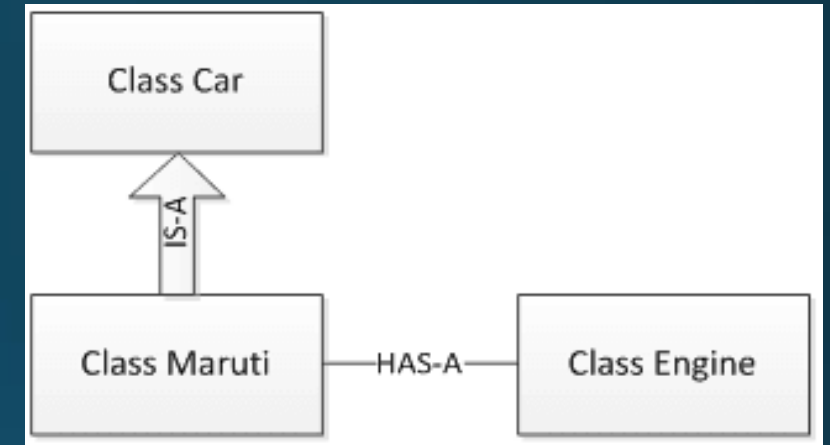 Class Car
IS-A
Class Maruti
HAS-A
Class Engine